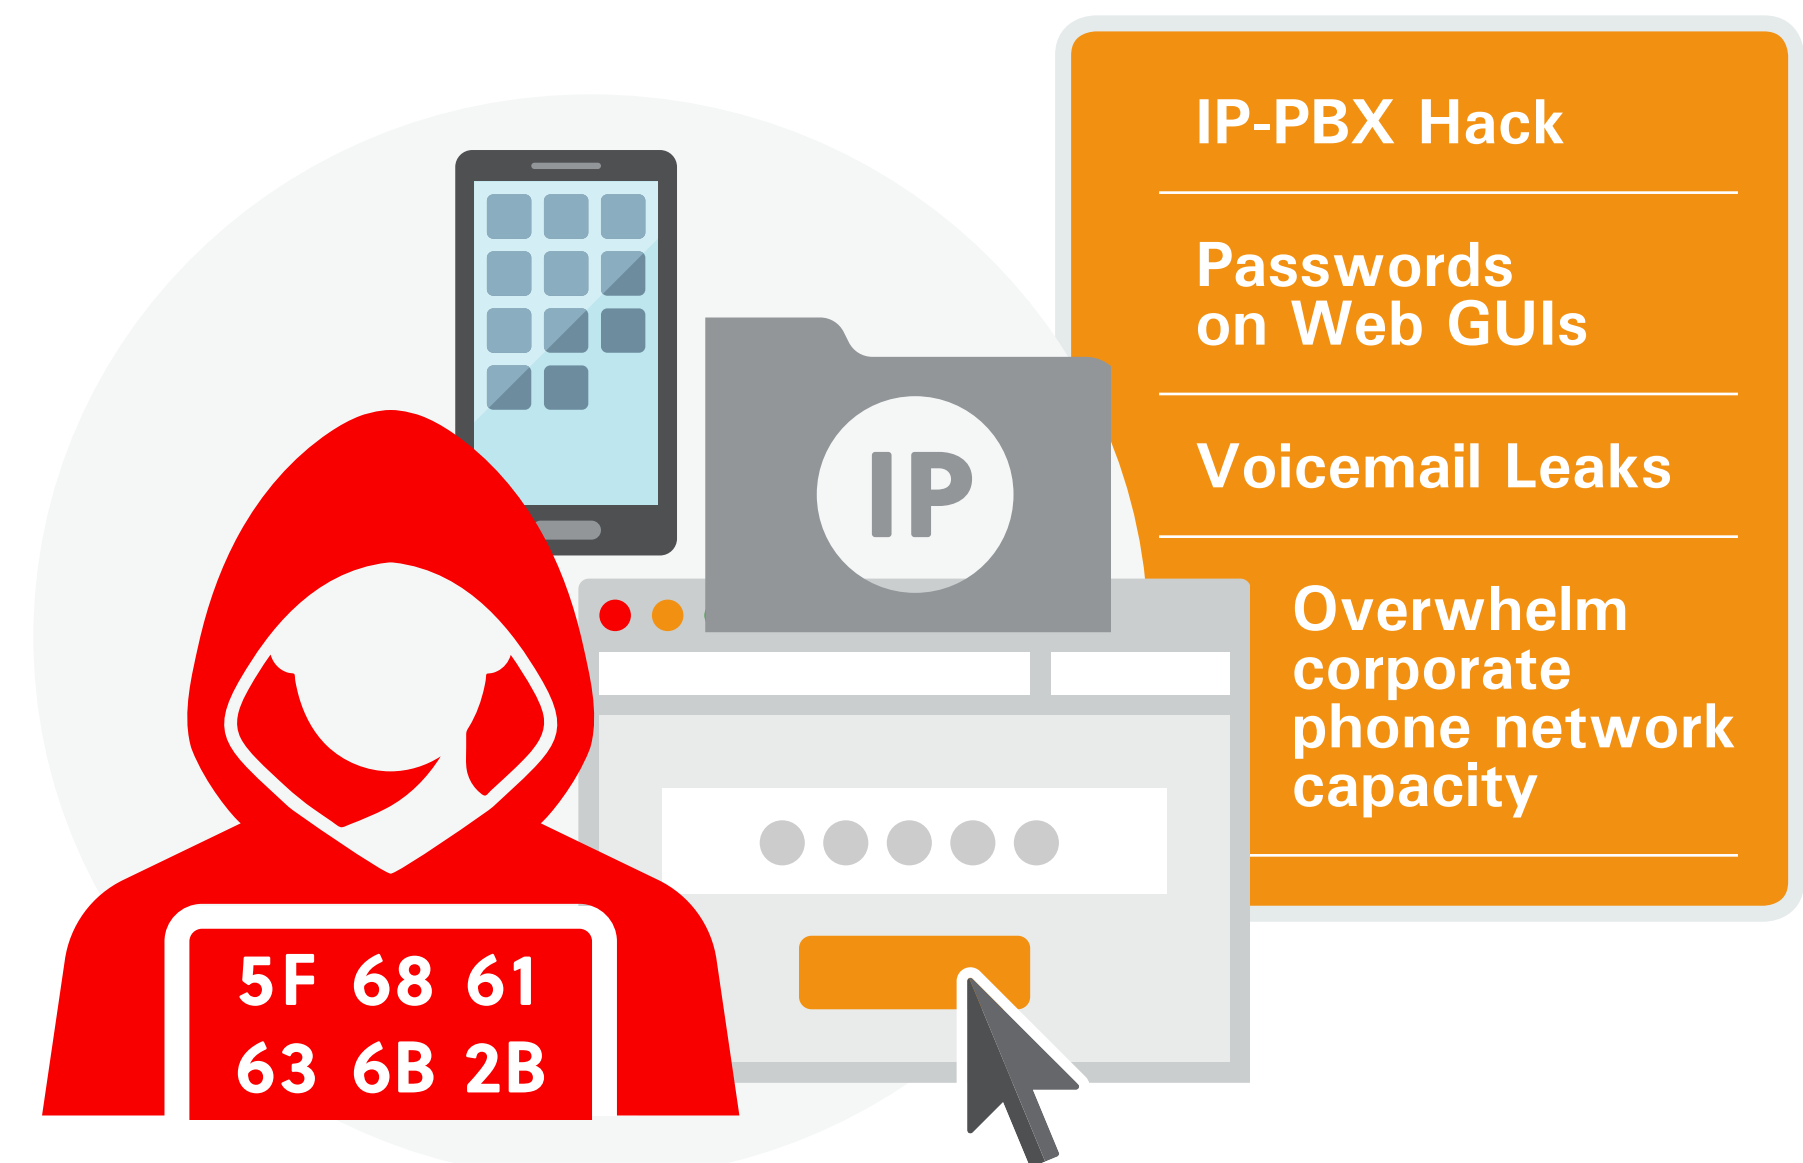 IP-PBX Hack
Passwords
on Web GUIs
Voicemail Leaks
Overwhelm
corporate
phone network
capacity
IP
5F 68 61
63 6B 2B